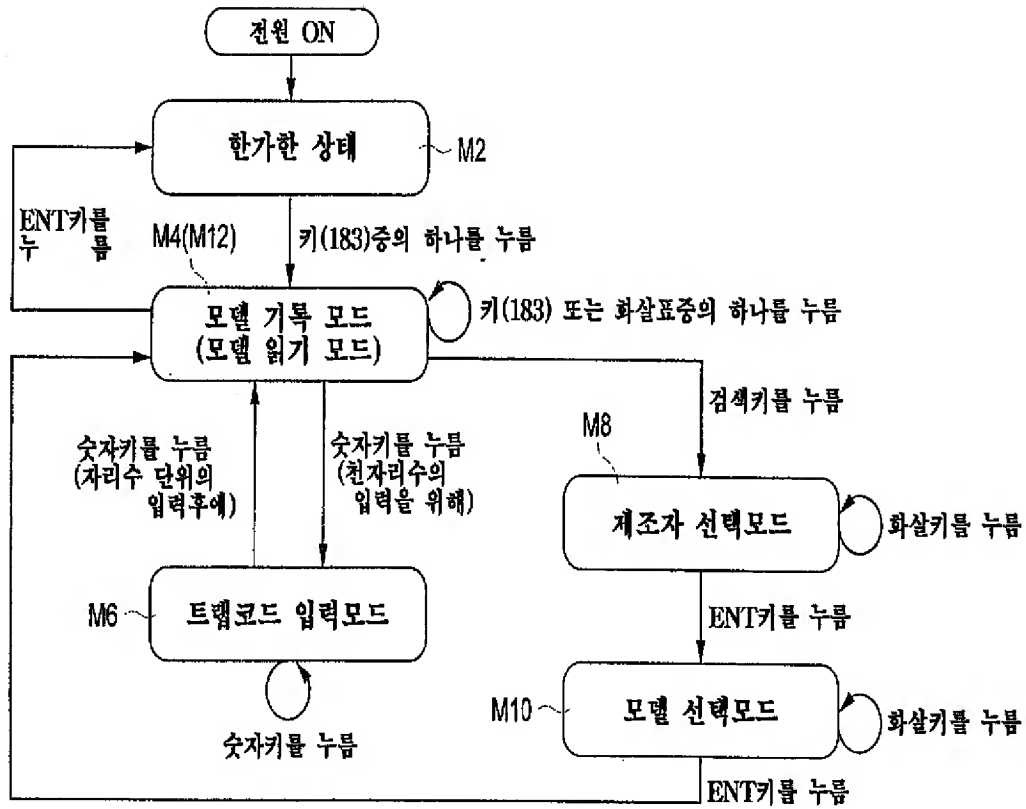 전원 ON
한가한 상태
M2
ENT키를
누 름
M4(M12)
키(183)중의 하나를 누름
모델 기록 모드
(모델 읽기 모드)
키(183) 또는 화살표중의 하나를 누름
검색키를 누름
숫자키를 누름
(자리수 단위의
입력후에)
숫자키를 누름
(천자리수의
입력을 위해)
M8
제조자 선택모드
화살키를 누름
M6
트랩코드 입력모드
ENT키를 누름
숫자키를 누름
M10
모델 선택모드
화살키를 누름
ENT키를 누름